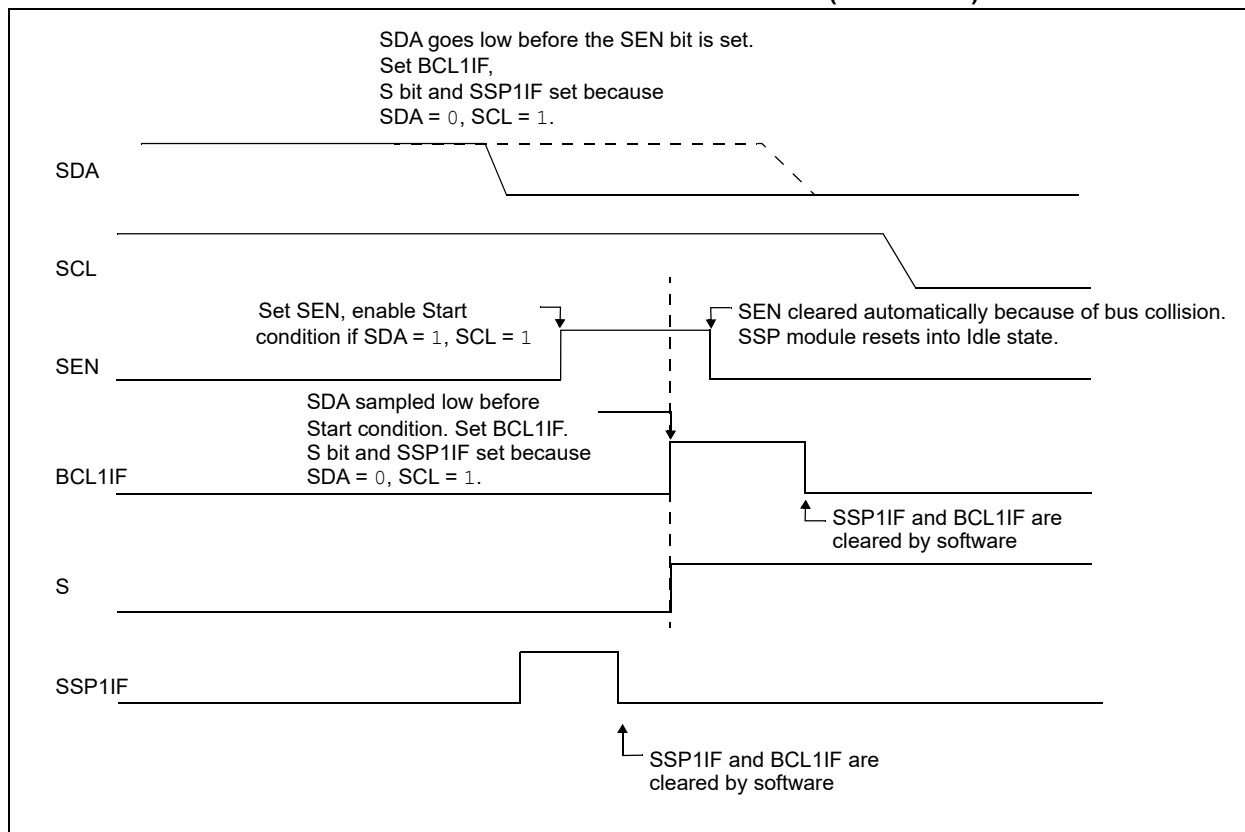 SDA goes low before the SEN bit is set.
Set BCL1IF,
S bit and SSP1IF set because
SDA = 0, SCL = 1.
SDA
SCL
Set SEN, enable Start
condition if SDA = 1, SCL = 1
SEN cleared automatically because of bus collision.
SSP module resets into Idle state.
SEN
SDA sampled low before
Start condition. Set BCL1IF.
S bit and SSP1IF set because
SDA = 0, SCL = 1.
BCL1IF
SSP1IF and BCL1IF are
cleared by software
S
SSP1IF
SSP1IF and BCL1IF are
cleared by software